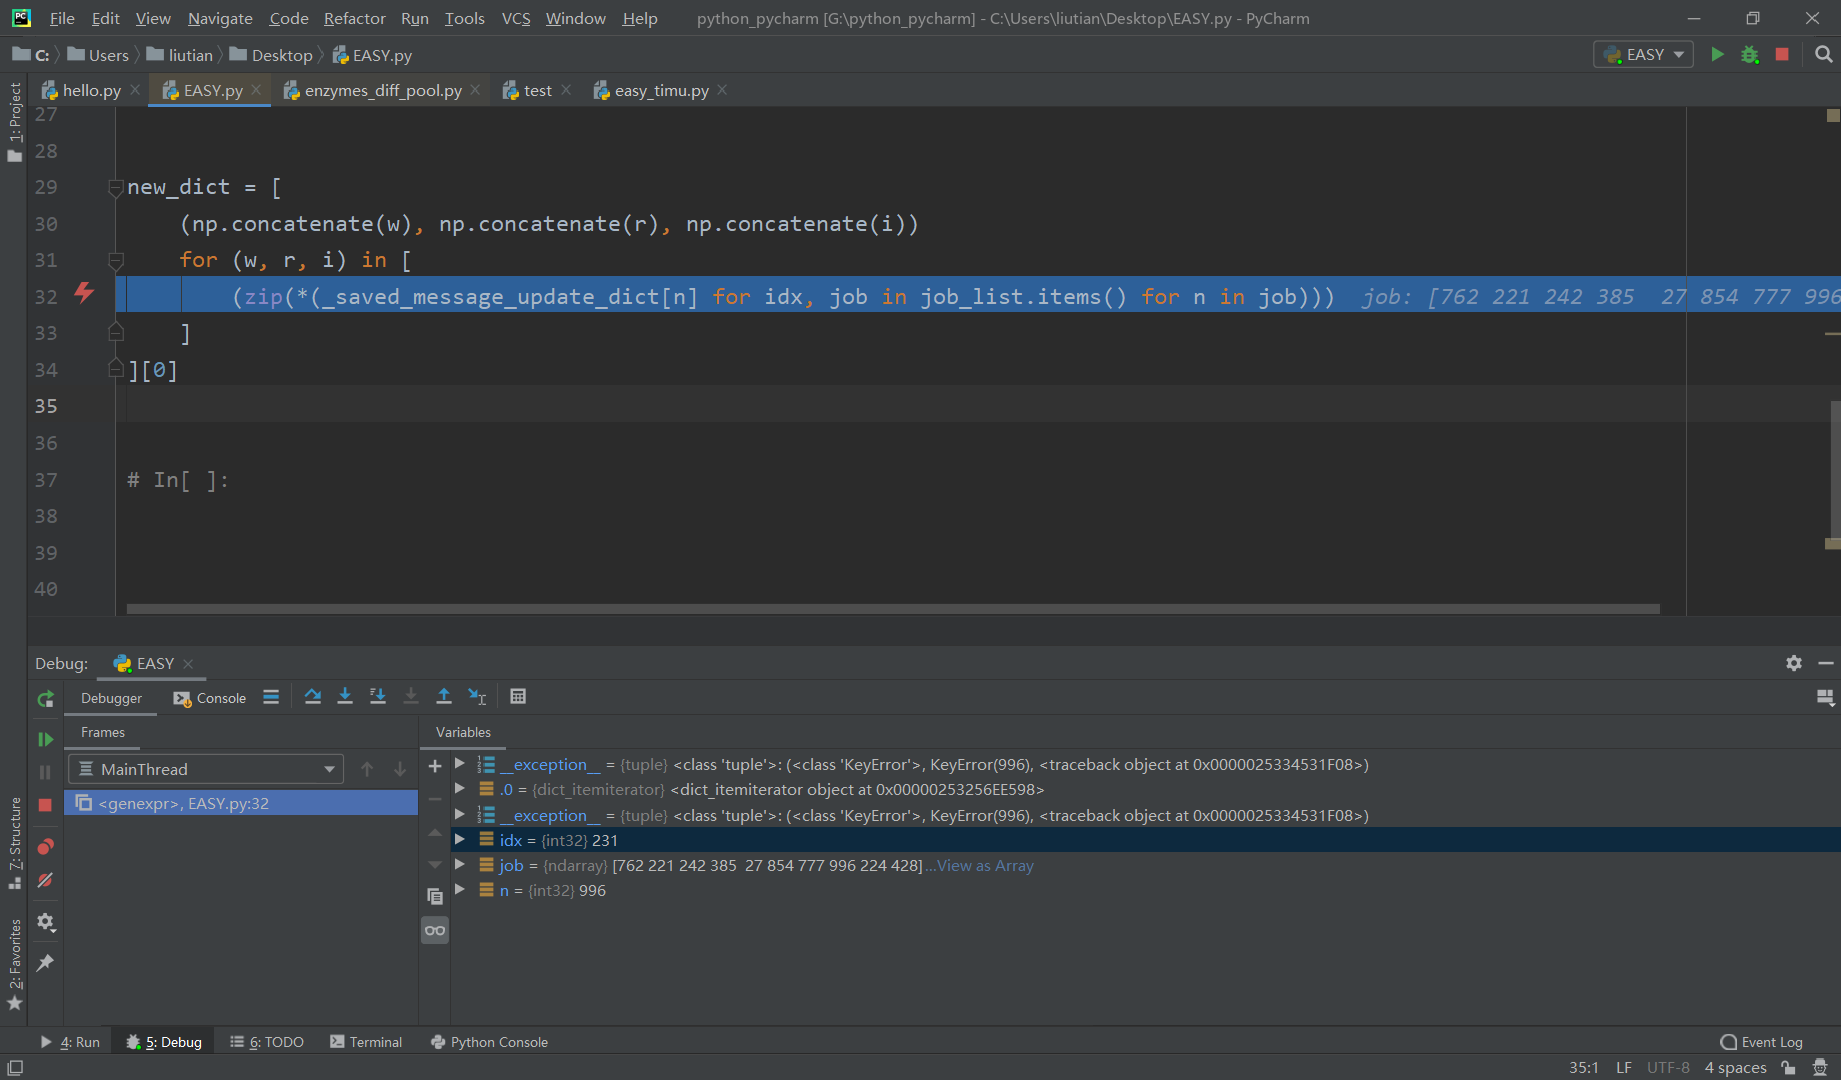 File Edit View Navigate Code Refactor Run Tools VCS Window Help python_pycharm [G:\python_pycharm] - C:\Users\liutian\Desktop\EASY.py - PyCharm
C: Users liutian Desktop EASY.py EASY
hello.py EASY.py enzymes_diff_pool.py test easy_timu.py
1: Project
27
28
29 new_dict = [
30 (np.concatenate(w), np.concatenate(r), np.concatenate(i))
31 for (w, r, i) in [
32 (zip(*(_saved_message_update_dict[n] for idx, job in job_list.items() for n in job))) job: [762 221 242 385  27 854 777 996
33 ]
34 ][0]
35
36
37 # In[ ]:
38
39
40
Debug: EASY
Debugger Console
Frames Variables
MainThread
<genexpr>, EASY.py:32
__exception__ = {tuple} <class 'tuple'>: (<class 'KeyError'>, KeyError(996), <traceback object at 0x0000025334531F08>)
.0 = {dict_itemiterator} <dict_itemiterator object at 0x00000253256EE598>
__exception__ = {tuple} <class 'tuple'>: (<class 'KeyError'>, KeyError(996), <traceback object at 0x0000025334531F08>)
idx = {int32} 231
job = {ndarray} [762 221 242 385  27 854 777 996 224 428] ...View as Array
n = {int32} 996
Z: Structure
2: Favorites
4: Run 5: Debug 6: TODO Terminal Python Console Event Log
35:1 LF UTF-8 4 spaces